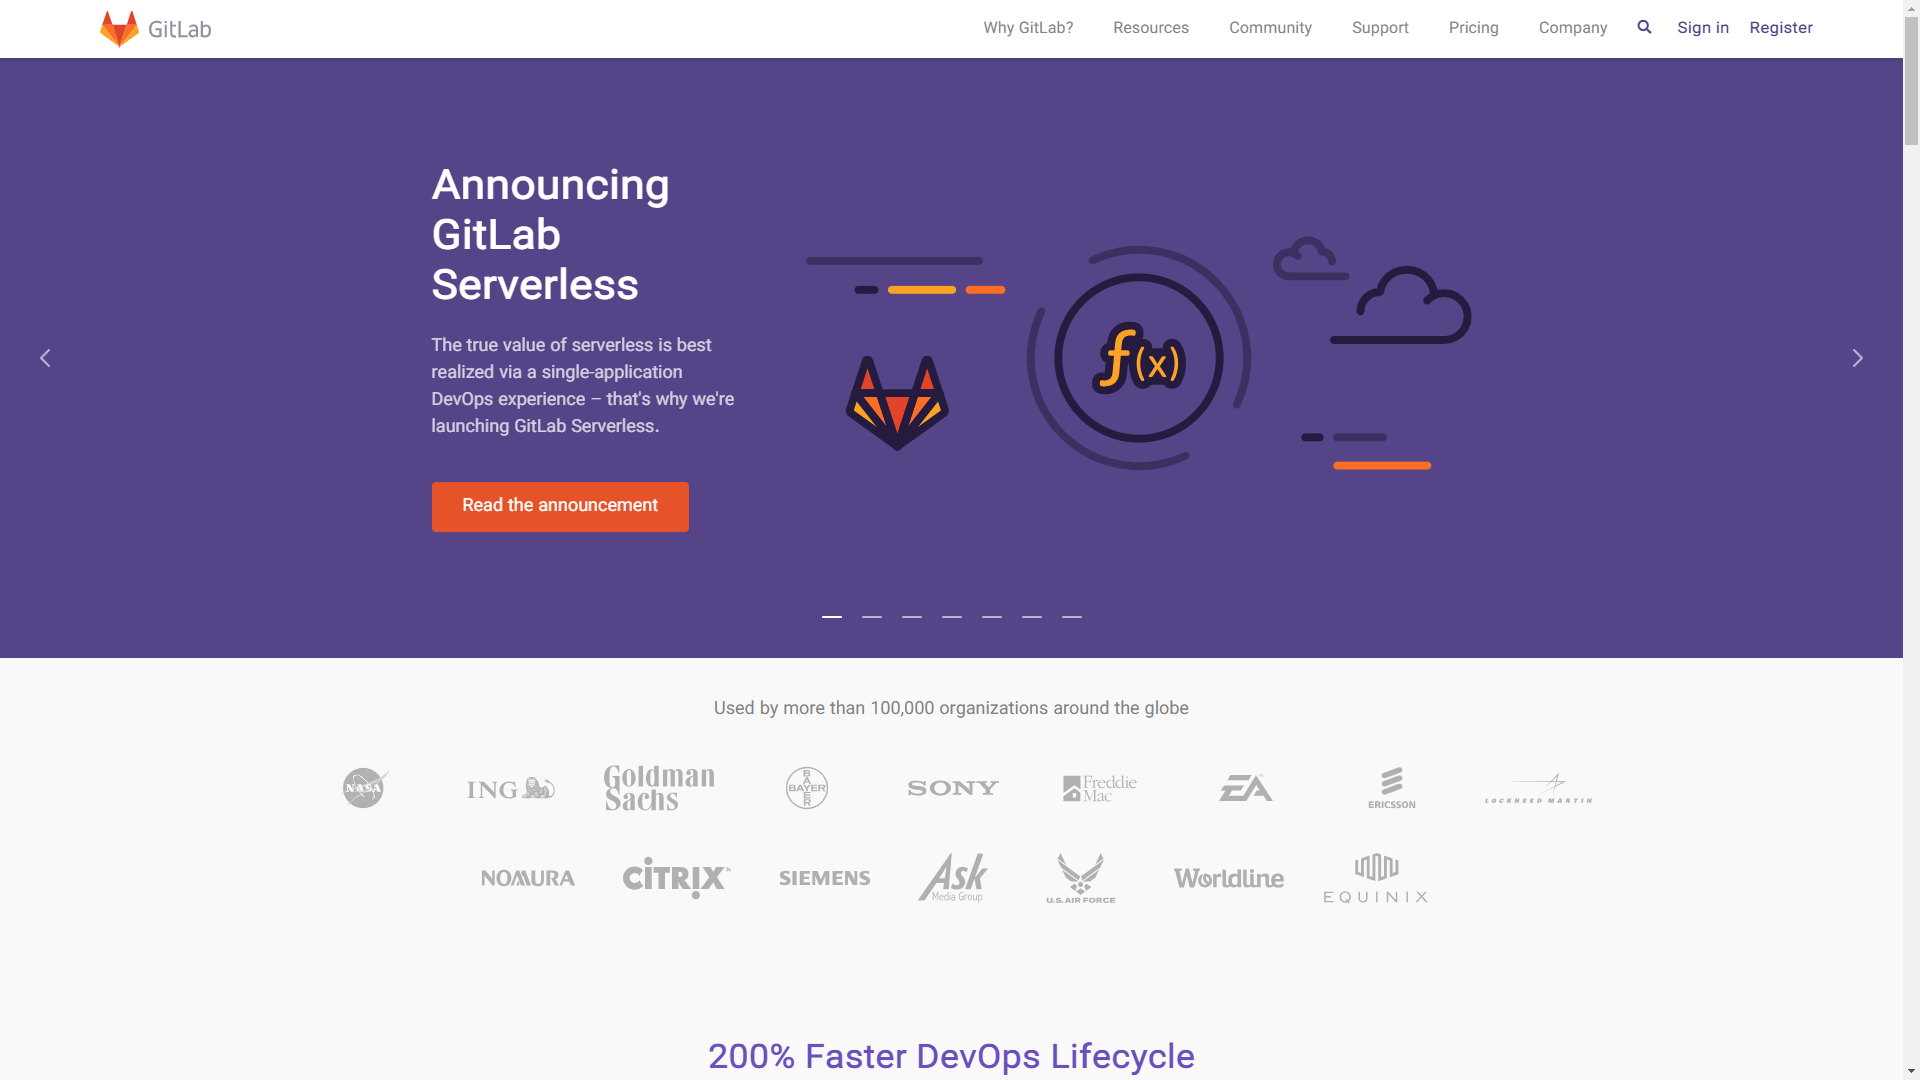 GitLab
Why GitLab?
Resources
Community
Support
Pricing
Company
Sign in
Register
Announcing
GitLab
Serverless
The true value of serverless is best
realized via a single-application
DevOps experience – that's why we're
launching GitLab Serverless.
Read the announcement
f(x)
Used by more than 100,000 organizations around the globe
NASA
ING
Goldman
Sachs
BAYER
BAYER
SONY
Freddie
Mac
EA
ERICSSON
LOCKHEED MARTIN
NOMURA
CİTRIX
SIEMENS
Ask
Media Group
U.S. AIR FORCE
Worldline
EQUINIX
200% Faster DevOps Lifecycle